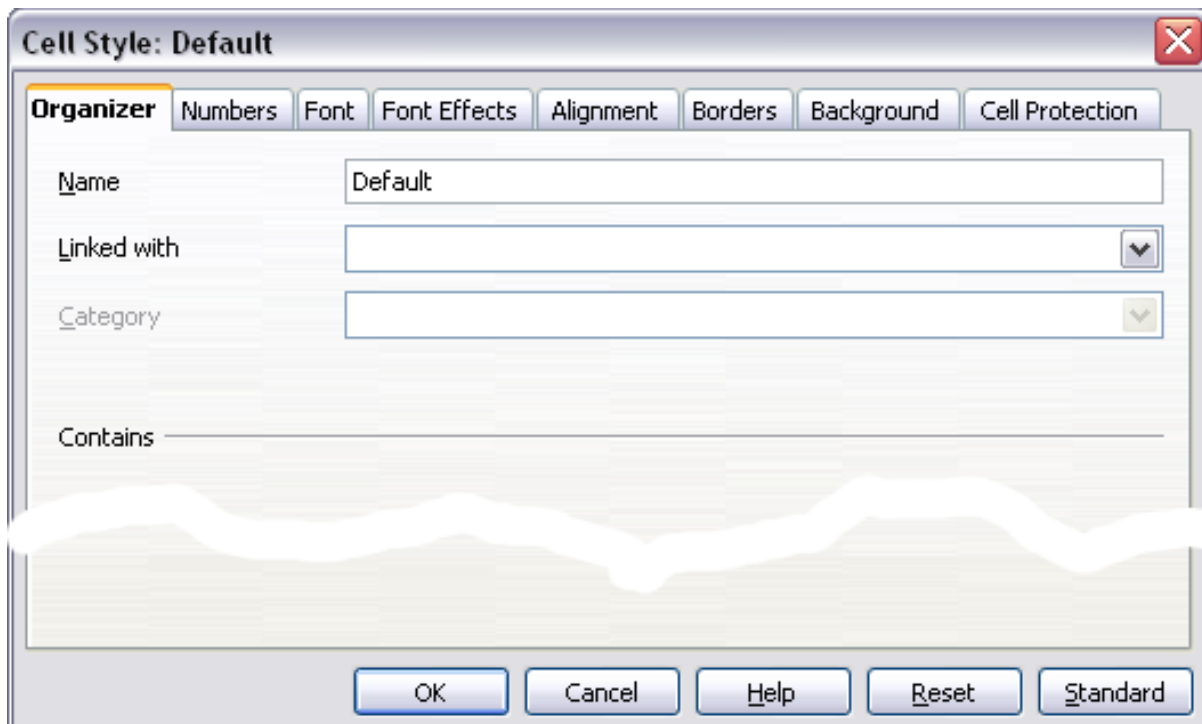 Cell Style: Default
Organizer Numbers Font Font Effects Alignment Borders Background Cell Protection
Name Default
Linked with
Category
Contains
OK Cancel Help Reset Standard